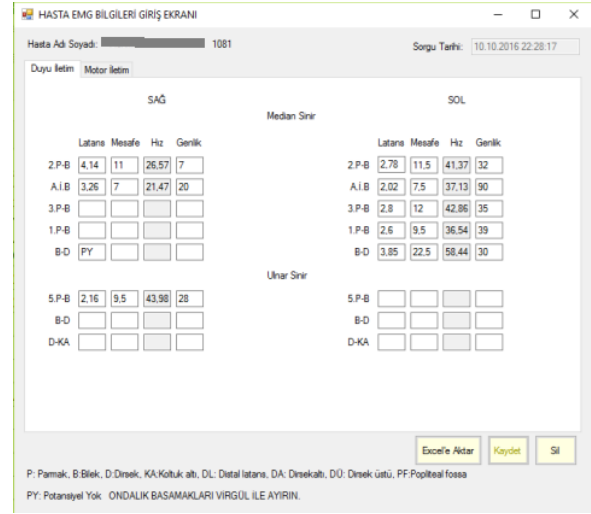 HASTA EMG BİLGİLERİ GİRİŞ EKRANI
Hasta Adı Soyadı: 1081 Sorgu Tarihi: 10.10.2016 22:28:17
Duyu İletim Motor İletim
SAĞ SOL
Median Sinir
Latans Mesafe Hız Genlik Latans Mesafe Hız Genlik
2.P-B 4,14 11 26,57 7 2.P-B 2,78 11,5 41,37 32
A.İ.B 3,26 7 21,47 20 A.İ.B 2,02 7,5 37,13 90
3.P-B 3.P-B 2,8 12 42,86 35
1.P-B 1.P-B 2,6 9,5 36,54 39
B-D PY B-D 3,85 22,5 58,44 30
Ulnar Sinir
5.P-B 2,16 9,5 43,98 28 5.P-B
B-D B-D
D-KA D-KA
Excel'e Aktar Kaydet Sil
P: Parmak, B:Bilek, D:Dirsek, KA:Koltuk altı, DL: Distal latans, DA: Dirsekaltı, DÜ: Dirsek üstü, PF:Popliteal fossa
PY: Potansiyel Yok ONDALIK BASAMAKLARI VİRGÜL İLE AYIRIN.